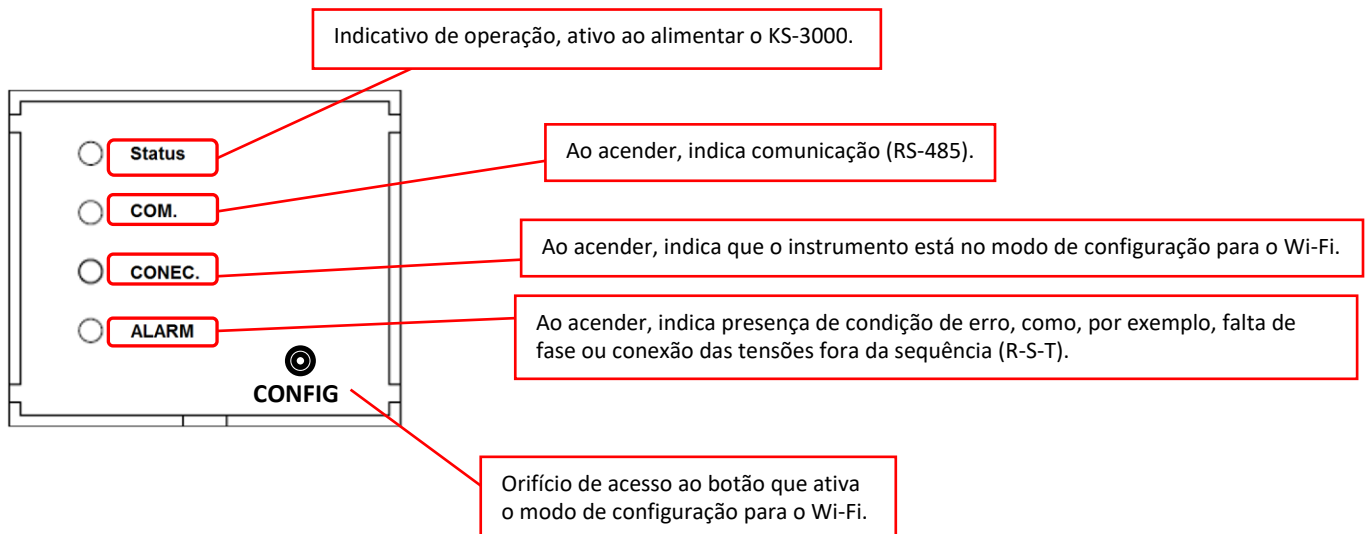 Indicativo de operação, ativo ao alimentar o KS-3000.
Status
Ao acender, indica comunicação (RS-485).
COM.
Ao acender, indica que o instrumento está no modo de configuração para o Wi-Fi.
CONEC.
Ao acender, indica presença de condição de erro, como, por exemplo, falta de
fase ou conexão das tensões fora da sequência (R-S-T).
ALARM
CONFIG
Orifício de acesso ao botão que ativa
o modo de configuração para o Wi-Fi.